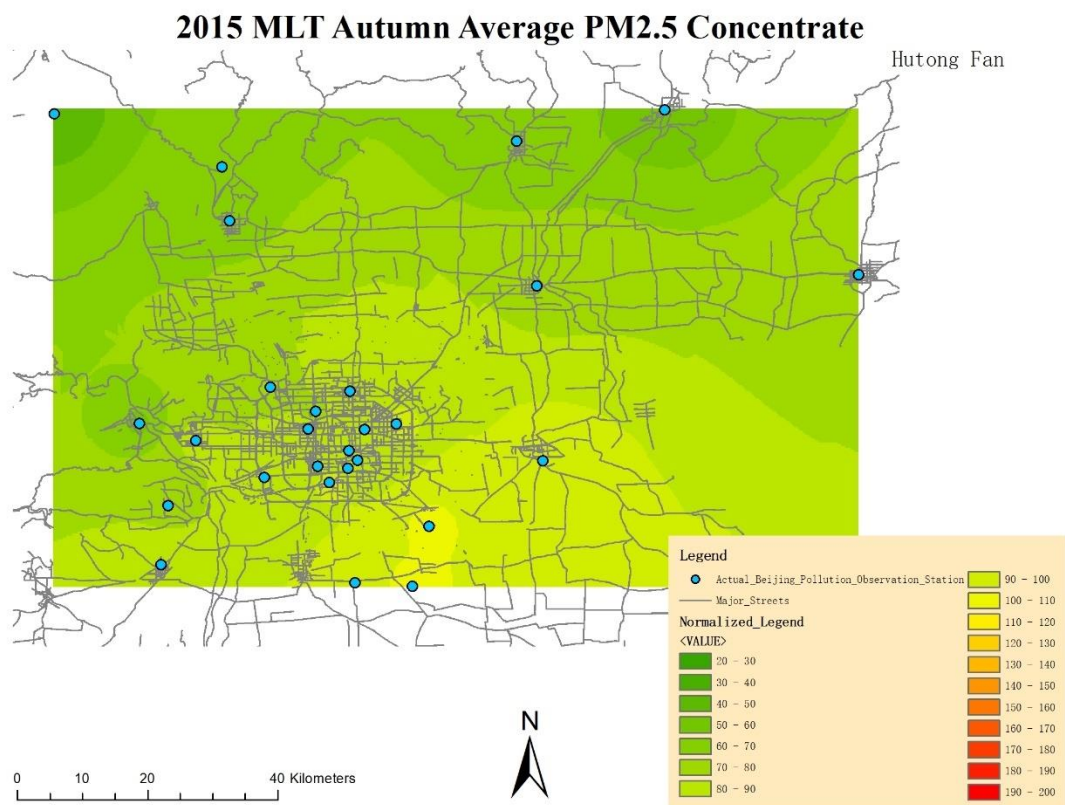 2015 MLT Autumn Average PM2.5 Concentrate
Hutong Fan
Legend
Actual_Beijing_Pollution_Observation_Station
Major_Streets
Normalized_Legend
<VALUE>
20 - 30
30 - 40
40 - 50
50 - 60
60 - 70
70 - 80
80 - 90
90 - 100
100 - 110
110 - 120
120 - 130
130 - 140
140 - 150
150 - 160
160 - 170
170 - 180
180 - 190
190 - 200
N
0 10 20 40 Kilometers